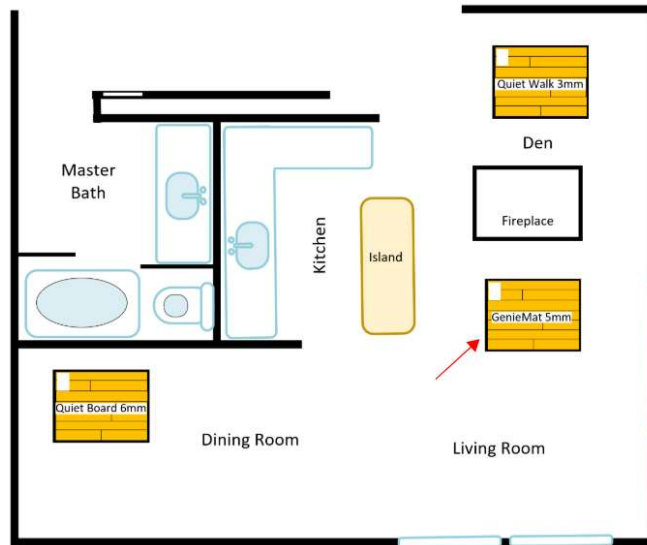 Quiet Walk 3mm
Den
Master
Bath
Fireplace
Kitchen
Island
GenieMat 5mm
Quiet Board 6mm
Dining Room
Living Room